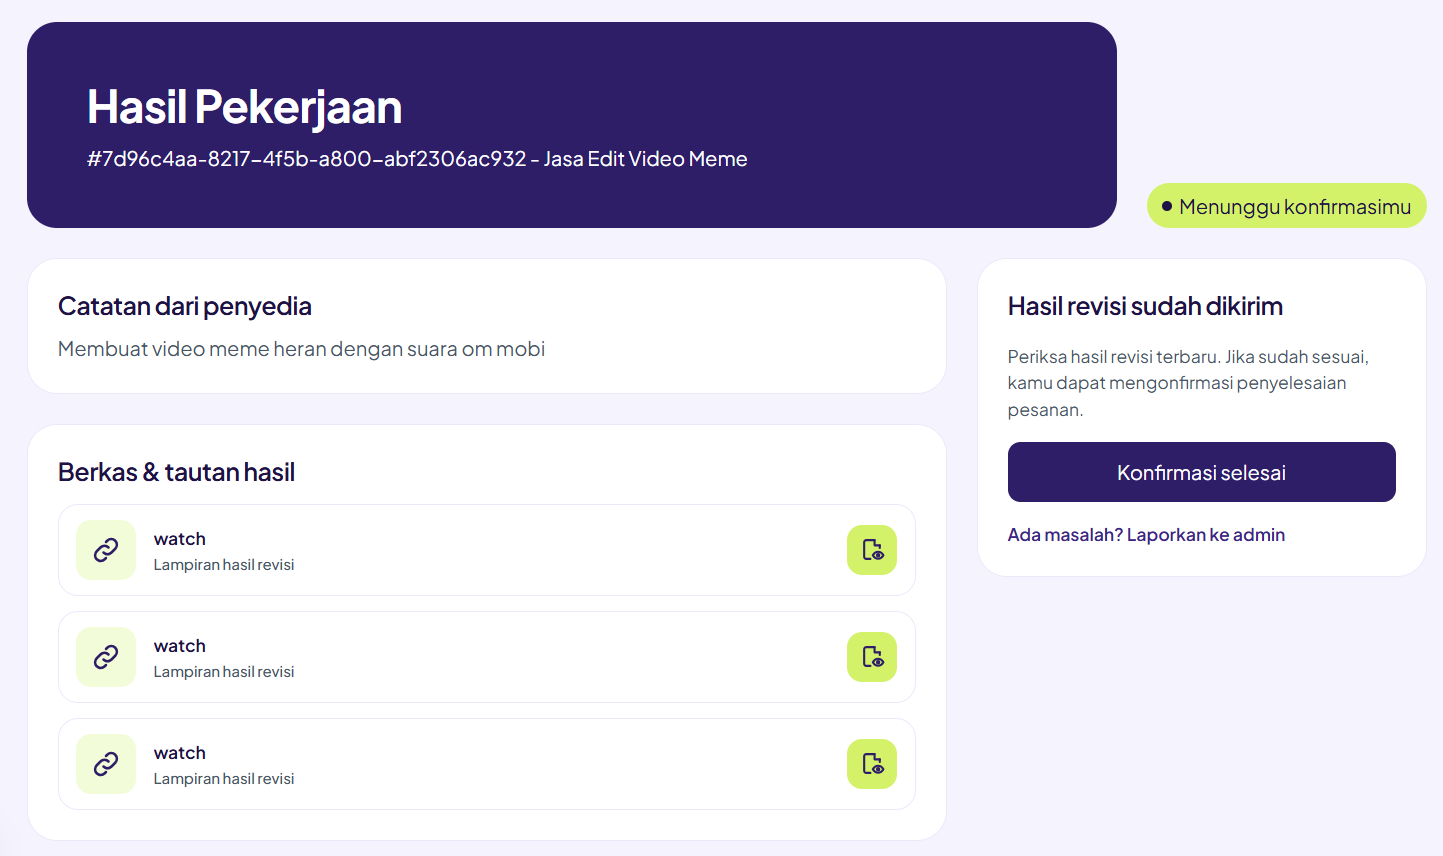 Hasil Pekerjaan
#7d96c4aa-8217-4f5b-a800-abf2306ac932 - Jasa Edit Video Meme
Menunggu konfirmasimu
Catatan dari penyedia
Membuat video meme heran dengan suara om mobi
Berkas & tautan hasil
watch
Lampiran hasil revisi
watch
Lampiran hasil revisi
watch
Lampiran hasil revisi
Hasil revisi sudah dikirim
Periksa hasil revisi terbaru. Jika sudah sesuai,
kamu dapat mengonfirmasi penyelesaian
pesanan.
Konfirmasi selesai
Ada masalah? Laporkan ke admin